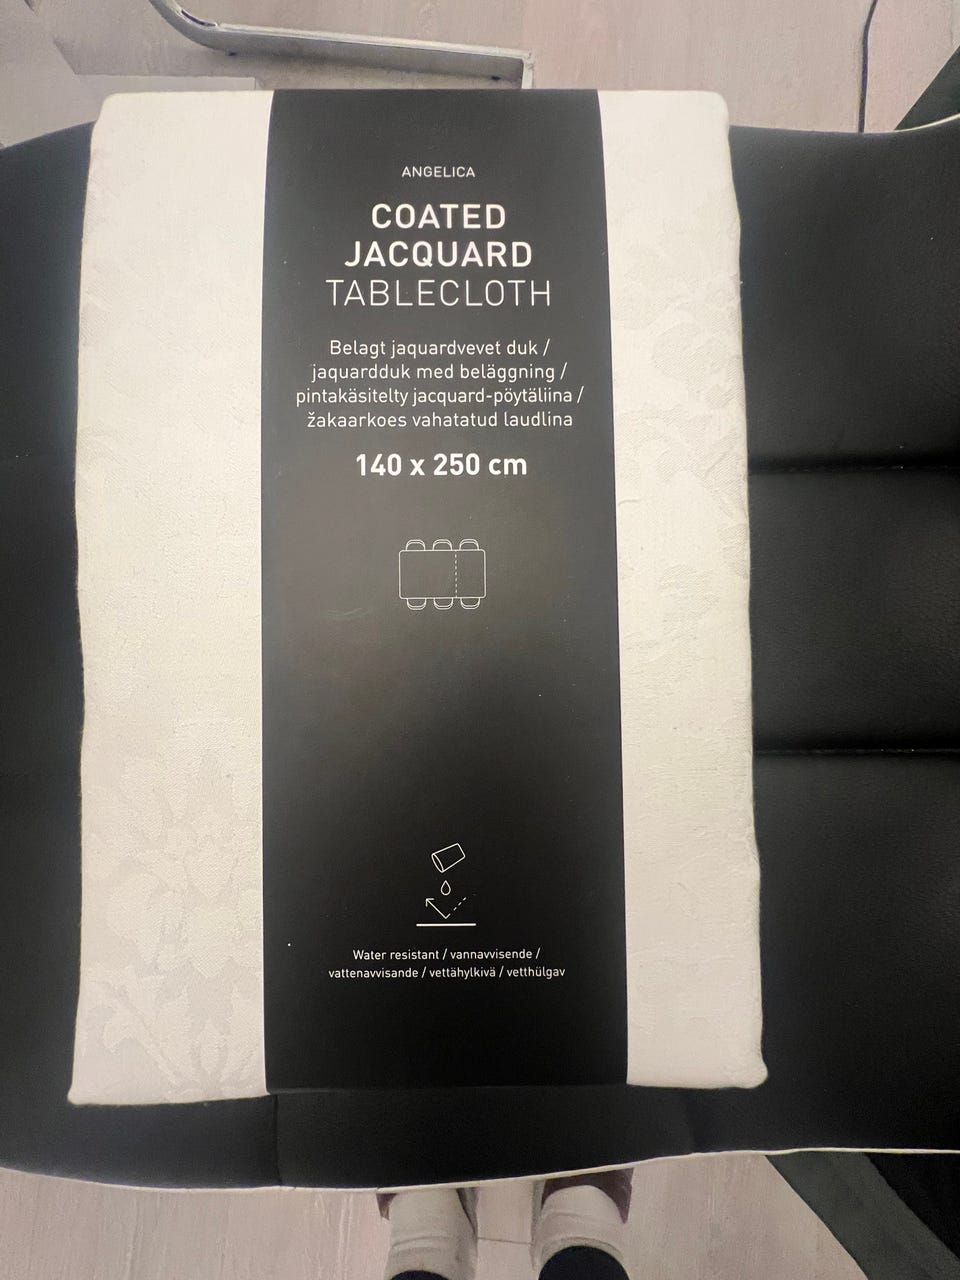 ANGELICA
COATED
JACQUARD
TABLECLOTH
Belagt jaquardvevet duk /
jaquardduk med beläggning /
pintakäsitelty jacquard-pöytäliina /
žakaarkoes vahatatud laudlina
140 x 250 cm
Water resistant / vannavvisende /
vattenavvisande / vettähylkivä / vetthülgav